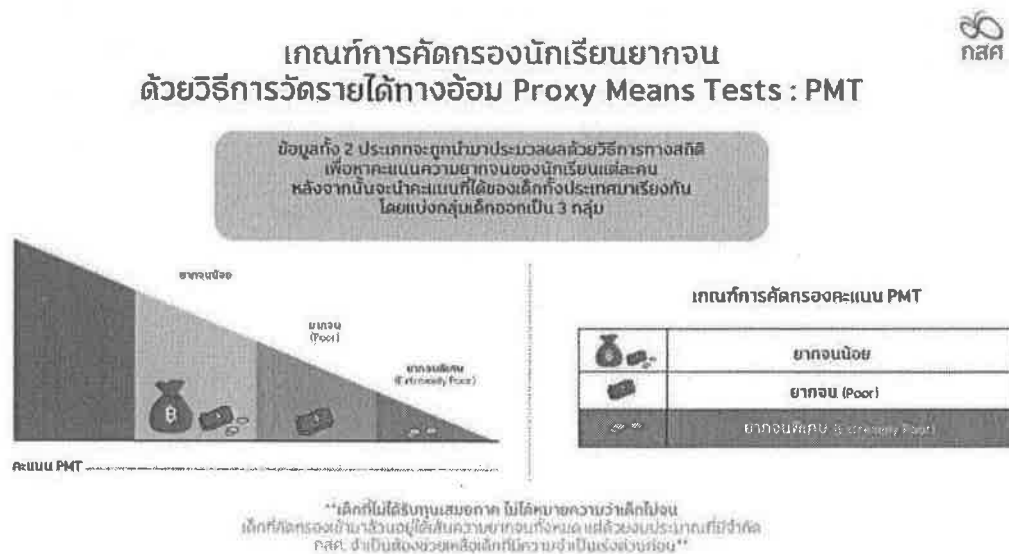 กสศ
เกณฑ์การคัดกรองนักเรียนยากจน
ด้วยวิธีการวัดรายได้ทางอ้อม Proxy Means Tests : PMT
ข้อมูลทั้ง 2 ประเภทจะถูกนำมาประมวลผลด้วยวิธีการทางสถิติ
เพื่อหาคะแนนความยากจนของนักเรียนแต่ละคน
หลังจากนั้นจะนำคะแนนที่ได้ของเด็กทั้งประเทศมาเรียงกัน
โดยแบ่งกลุ่มเด็กออกเป็น 3 กลุ่ม
ยากจนน้อย
ยากจน
(Poor)
ยากจนพิเศษ
(Extremely Poor)
฿
คะแนน PMT
เกณฑ์การคัดกรองคะแนน PMT
ยากจนน้อย
ยากจน (Poor)
ยากจนพิเศษ (Extremely Poor)
**เด็กที่ไม่ได้รับทุนเสมอภาค ไม่ได้หมายความว่าเด็กไม่จน
เด็กที่คัดกรองเข้ามาล้วนอยู่ใต้เส้นความยากจนทั้งหมด แต่ด้วยงบประมาณที่มีจำกัด
กสศ. จำเป็นต้องช่วยเหลือเด็กที่มีความจำเป็นเร่งด่วนก่อน**